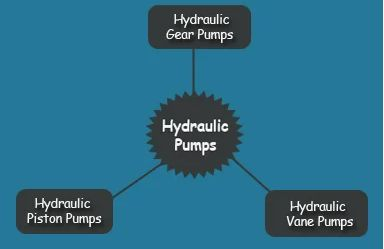 Hydraulic
Gear Pumps
Hydraulic
Pumps
Hydraulic
Piston Pumps
Hydraulic
Vane Pumps